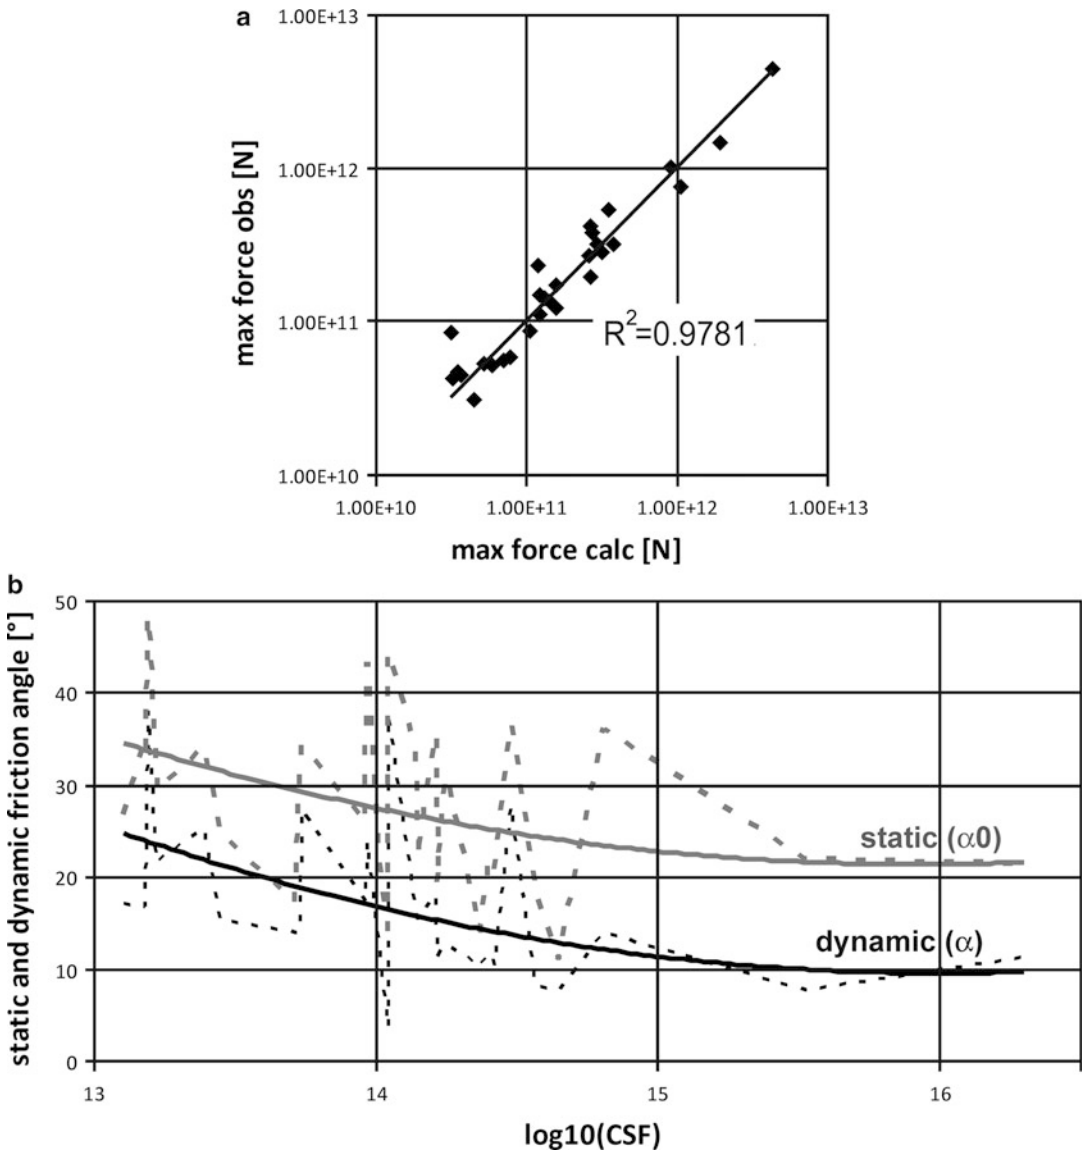 a
1.00E+13
1.00E+12
1.00E+11
1.00E+10
max force obs [N]
R²=0.9781
1.00E+10 1.00E+11 1.00E+12 1.00E+13
max force calc [N]
b
50
40
30
20
10
0
static and dynamic friction angle [°]
static (α0)
dynamic (α)
13 14 15 16
log10(CSF)